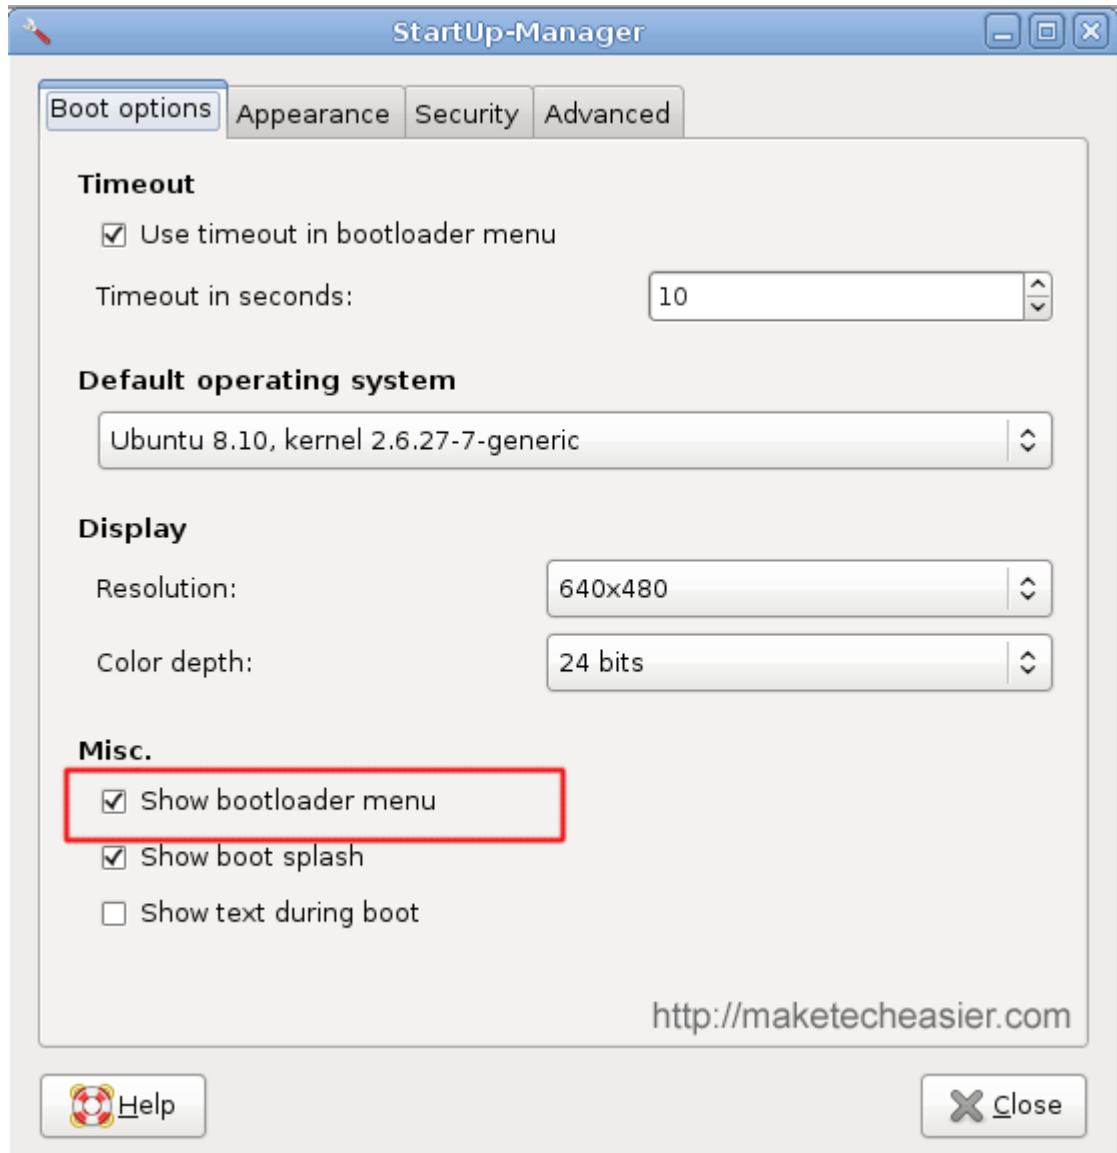 StartUp-Manager
Boot options Appearance Security Advanced
Timeout
Use timeout in bootloader menu
Timeout in seconds: 10
Default operating system
Ubuntu 8.10, kernel 2.6.27-7-generic
Display
Resolution: 640x480
Color depth: 24 bits
Misc.
Show bootloader menu
Show boot splash
Show text during boot
http://maketecheasier.com
Help Close